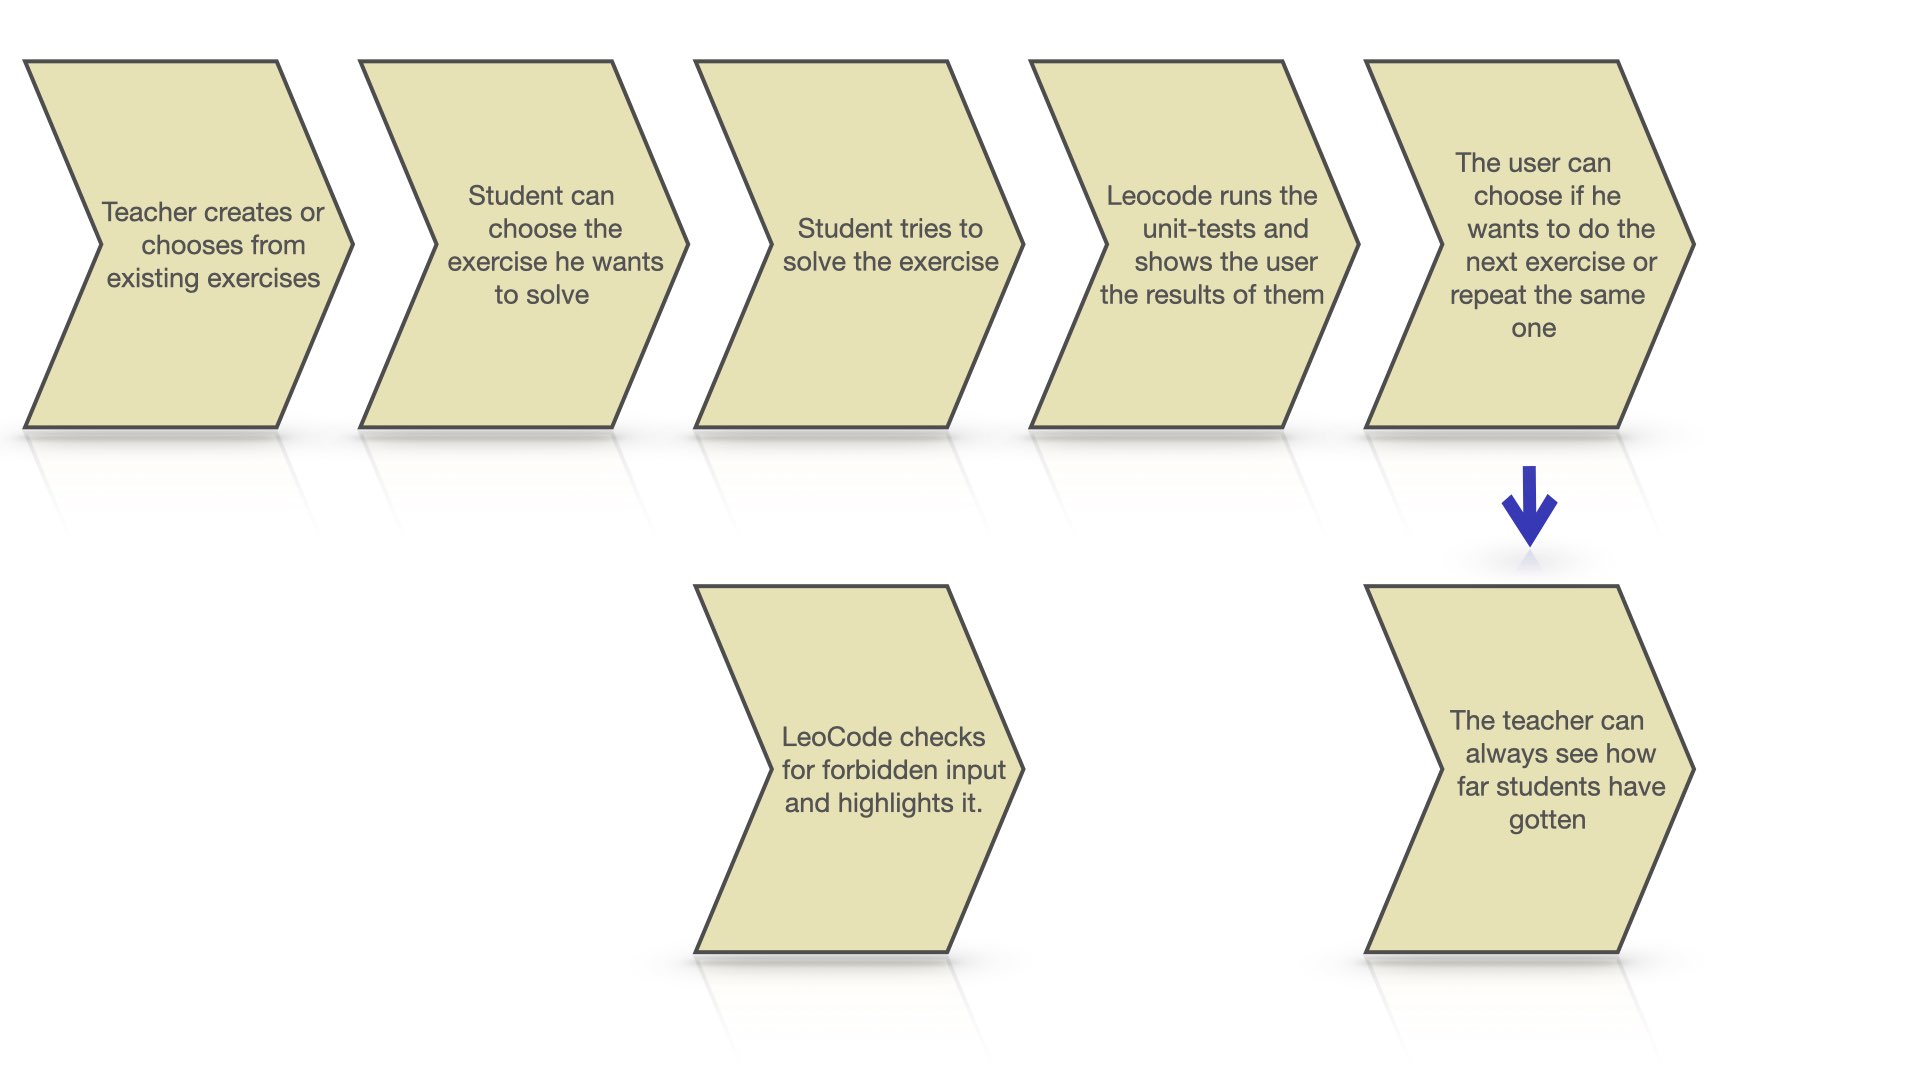 Teacher creates or
chooses from
existing exercises
Student can
choose the
exercise he wants
to solve
Student tries to
solve the exercise
Leocode runs the
unit-tests and
shows the user
the results of them
The user can
choose if he
wants to do the
next exercise or
repeat the same
one
LeoCode checks
for forbidden input
and highlights it.
The teacher can
always see how
far students have
gotten